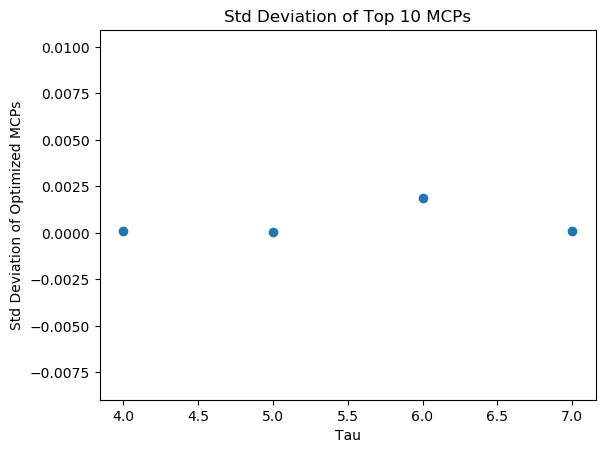 Std Deviation of Top 10 MCPs
Std Deviation of Optimized MCPs
0.0100
0.0075
0.0050
0.0025
0.0000
−0.0025
−0.0050
−0.0075
4.0 4.5 5.0 5.5 6.0 6.5 7.0
Tau